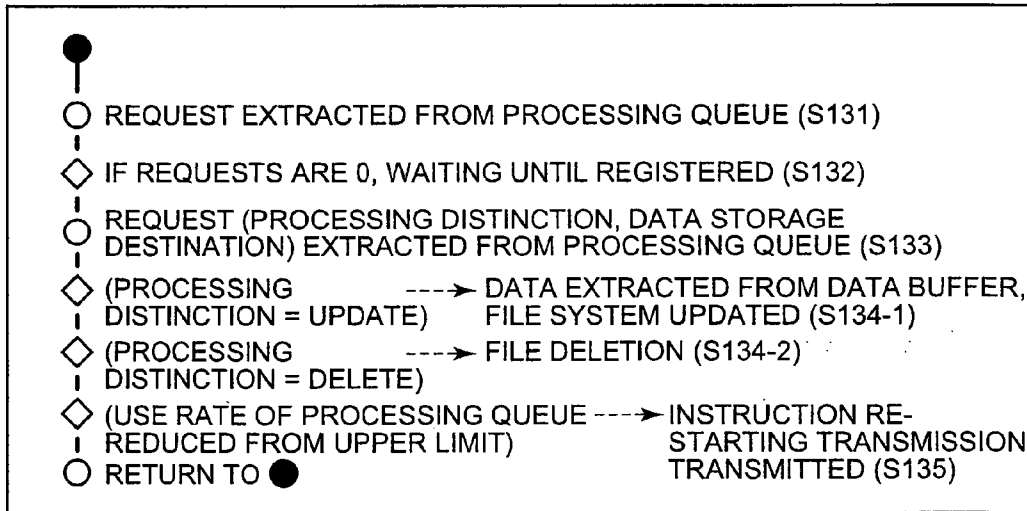 REQUEST EXTRACTED FROM PROCESSING QUEUE (S131)
IF REQUESTS ARE 0, WAITING UNTIL REGISTERED (S132)
REQUEST (PROCESSING DISTINCTION, DATA STORAGE
DESTINATION) EXTRACTED FROM PROCESSING QUEUE (S133)
(PROCESSING
DISTINCTION = UPDATE)
DATA EXTRACTED FROM DATA BUFFER,
FILE SYSTEM UPDATED (S134-1)
(PROCESSING
DISTINCTION = DELETE)
FILE DELETION (S134-2)
(USE RATE OF PROCESSING QUEUE
REDUCED FROM UPPER LIMIT)
INSTRUCTION RE-
STARTING TRANSMISSION
TRANSMITTED (S135)
RETURN TO